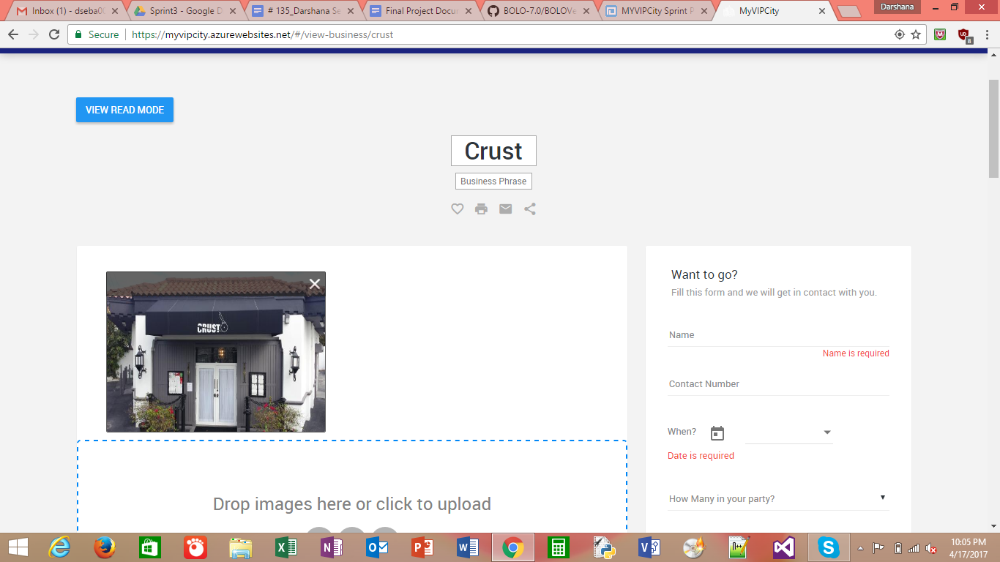 Inbox (1) - dseba00
Sprint3 - Google D
# 135_Darshana Se
Final Project Docu
BOLO-7.0/BOLOVe
MYVIPCity Sprint P
MyVIPCity
Darshana
Secure
https://myvipcity.azurewebsites.net/#/view-business/crust
8
VIEW READ MODE
Crust
Business Phrase
CRUST
Want to go?
Fill this form and we will get in contact with you.
Name
Name is required
Contact Number
When?
Date is required
How Many in your party?
Drop images here or click to upload
10:05 PM
4/17/2017